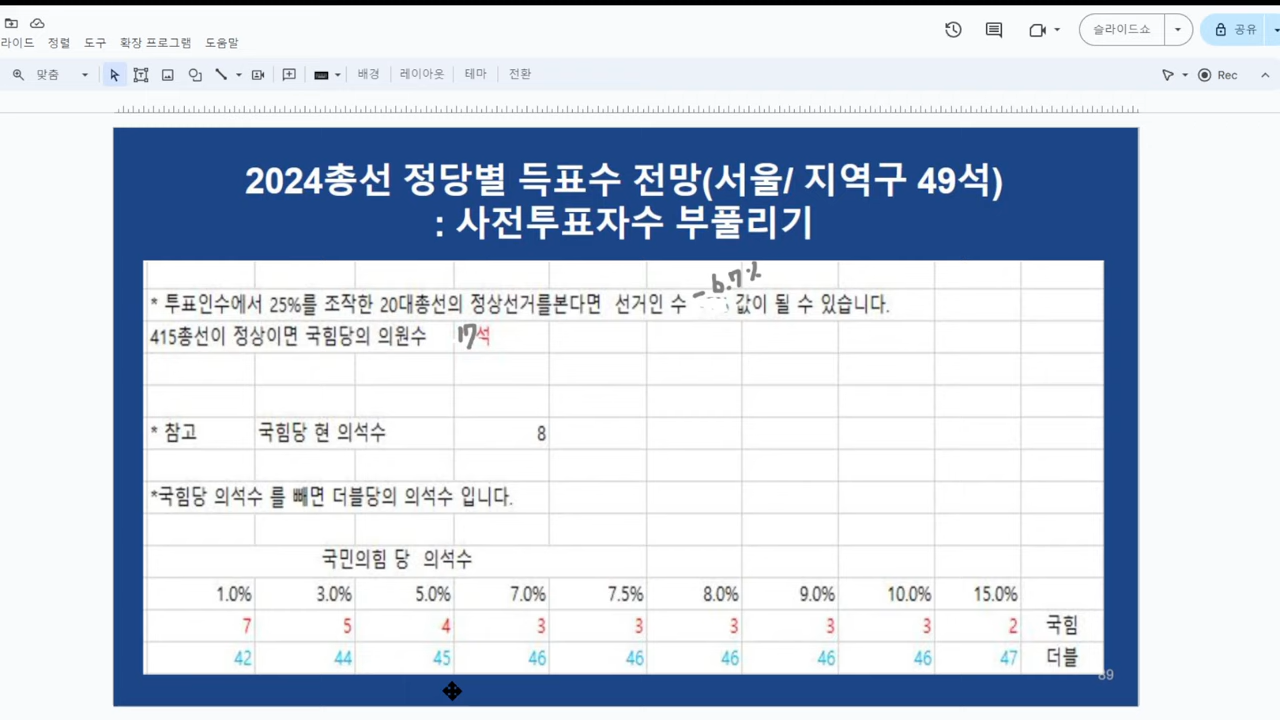 라이드 정렬 도구 확장 프로그램 도움말
슬라이드쇼
공유
맞춤
배경 레이아웃 테마 전환
Rec
2024총선 정당별 득표수 전망(서울/ 지역구 49석)
: 사전투표자수 부풀리기
-6.7%
* 투표인수에서 25%를 조작한 20대총선의 정상선거를본다면 선거인 수 값이 될 수 있습니다.
415총선이 정상이면 국힘당의 의원수 17석
* 참고 국힘당 현 의석수 8
*국힘당 의석수 를 빼면 더블당의 의석수 입니다.
국민의힘 당 의석수
1.0% 3.0% 5.0% 7.0% 7.5% 8.0% 9.0% 10.0% 15.0%
7 5 4 3 3 3 3 3 2 국힘
42 44 45 46 46 46 46 46 47 더블
89